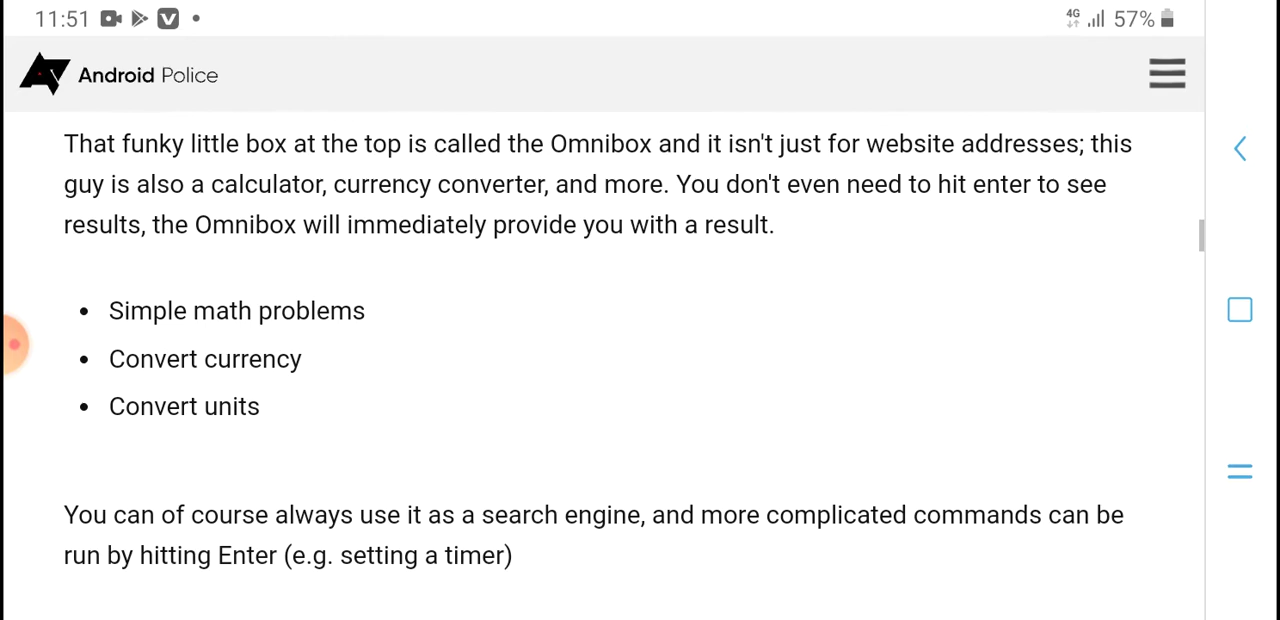 11:51
4G 57%
Android Police
That funky little box at the top is called the Omnibox and it isn't just for website addresses; this
guy is also a calculator, currency converter, and more. You don't even need to hit enter to see
results, the Omnibox will immediately provide you with a result.
• Simple math problems
• Convert currency
• Convert units
You can of course always use it as a search engine, and more complicated commands can be
run by hitting Enter (e.g. setting a timer)